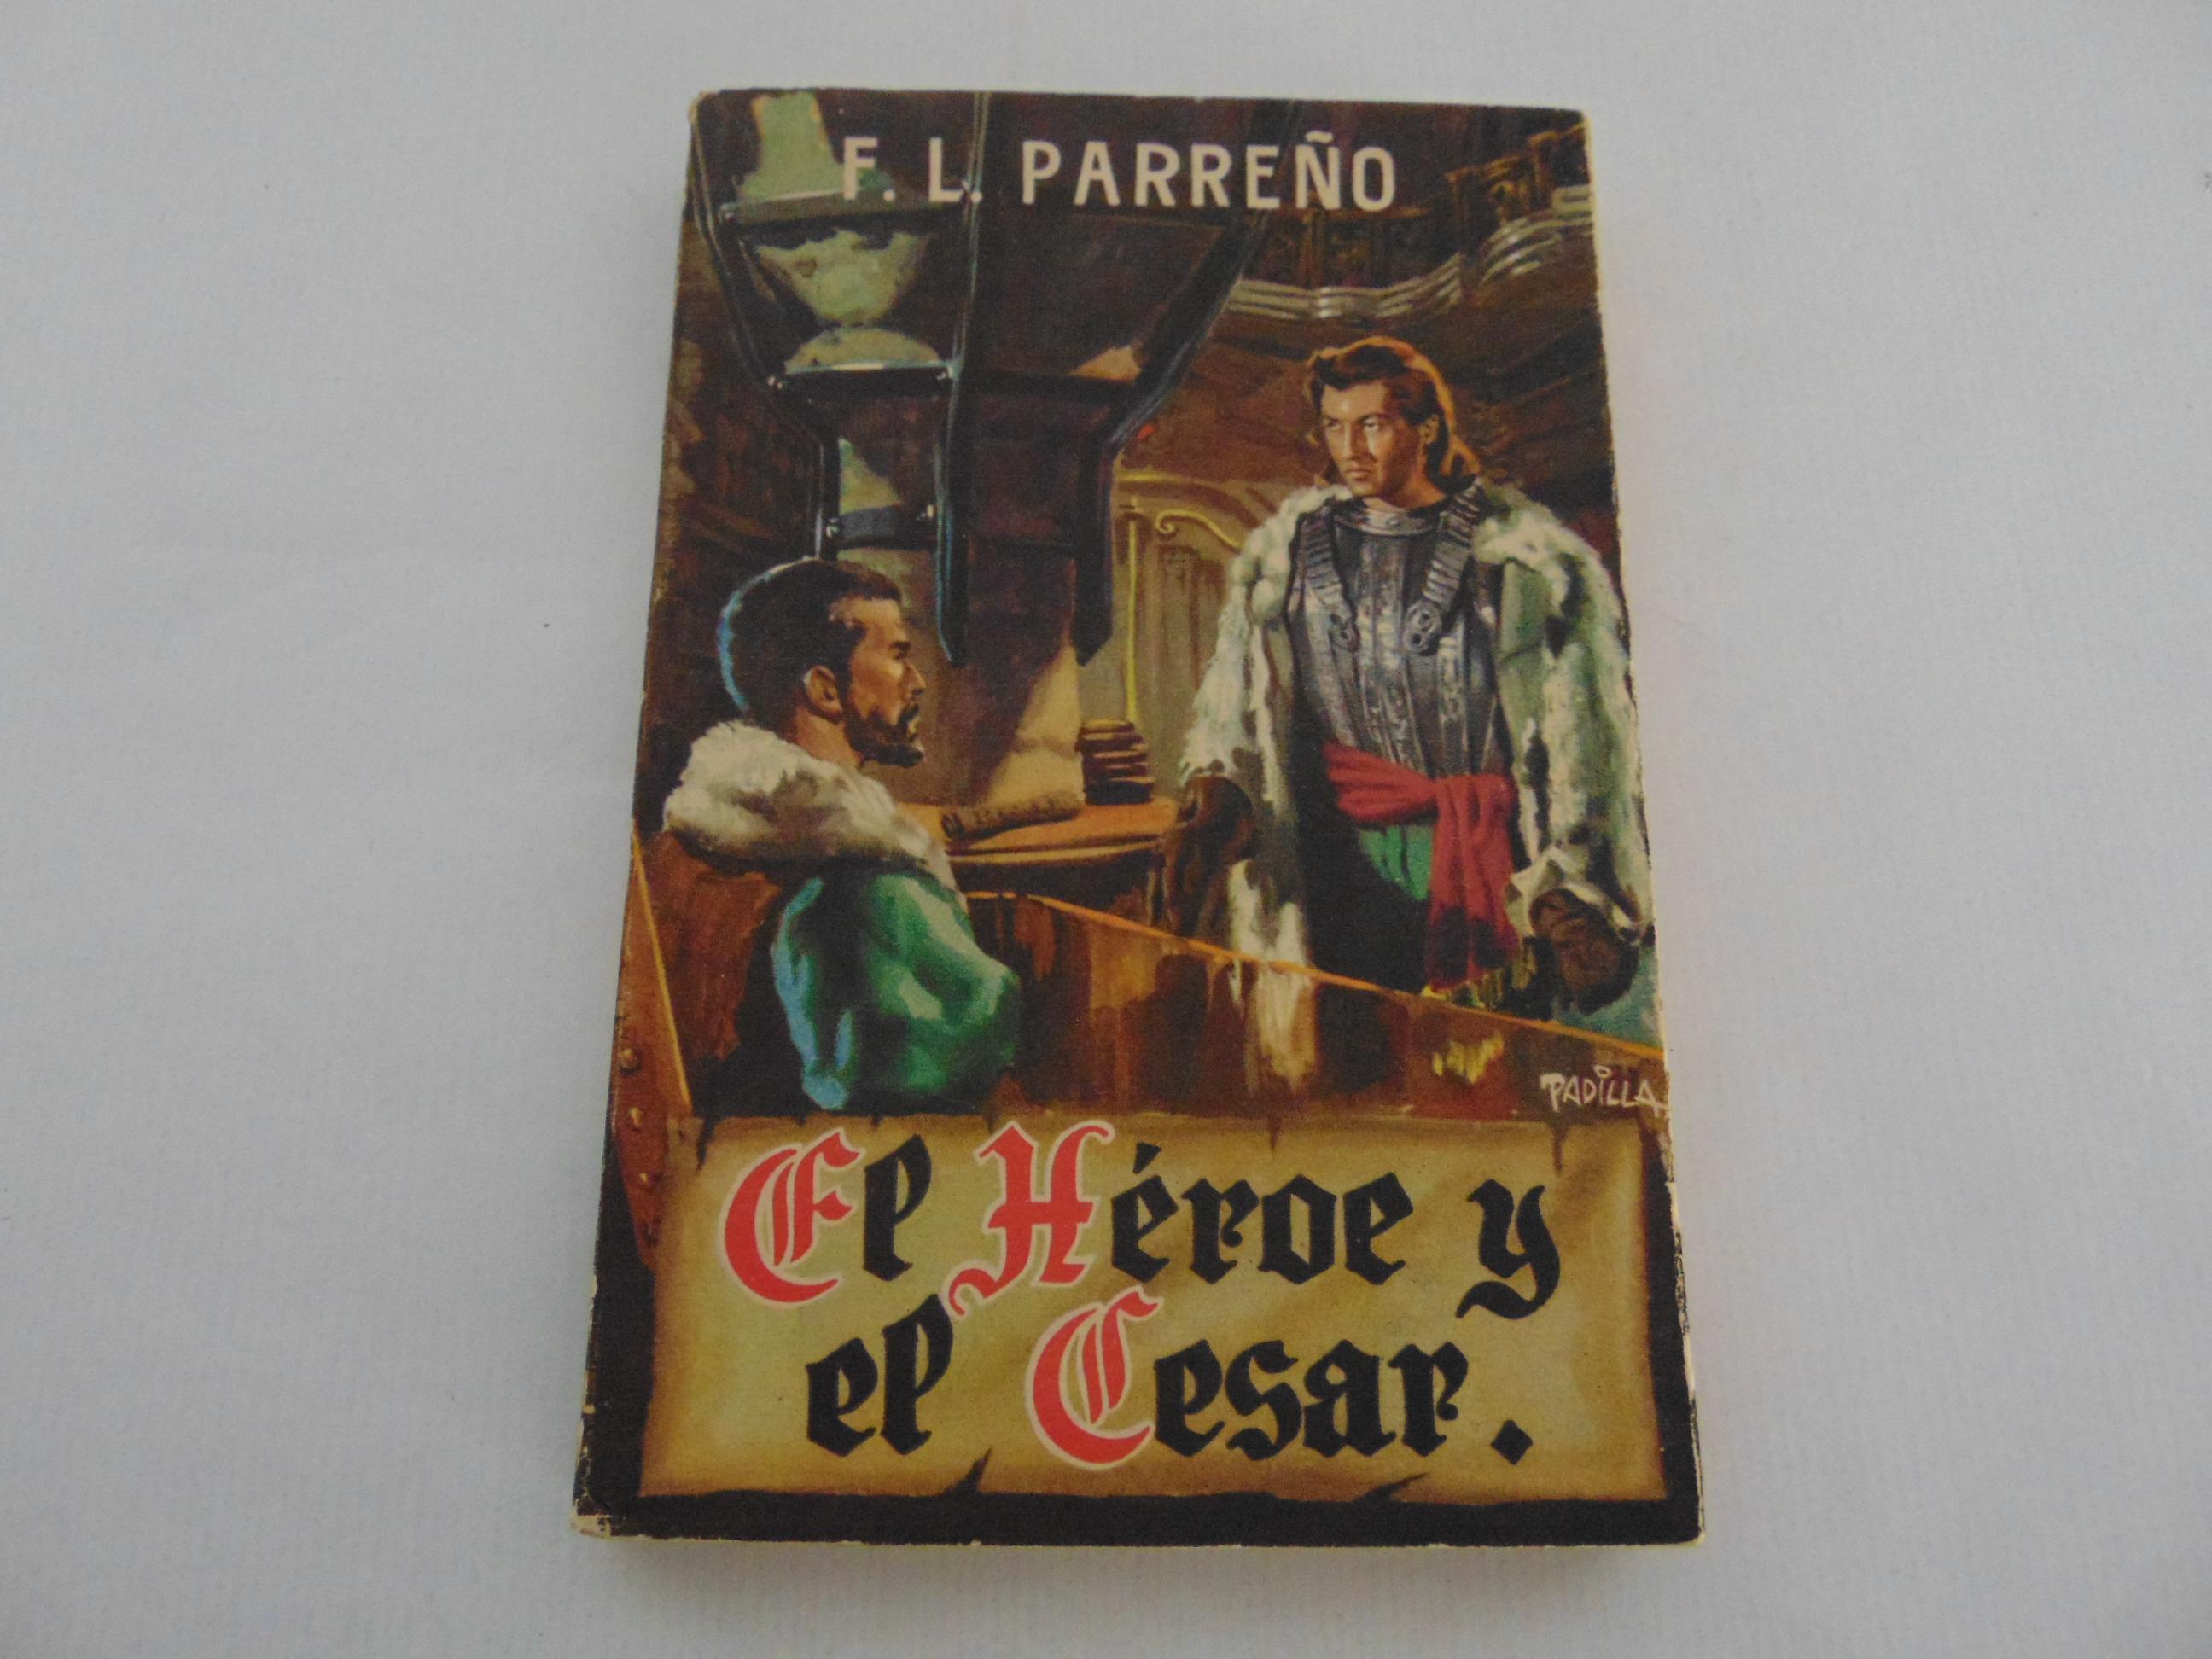 F. L. PARREÑO
PADILLA
El Héroe y
el Cesar.